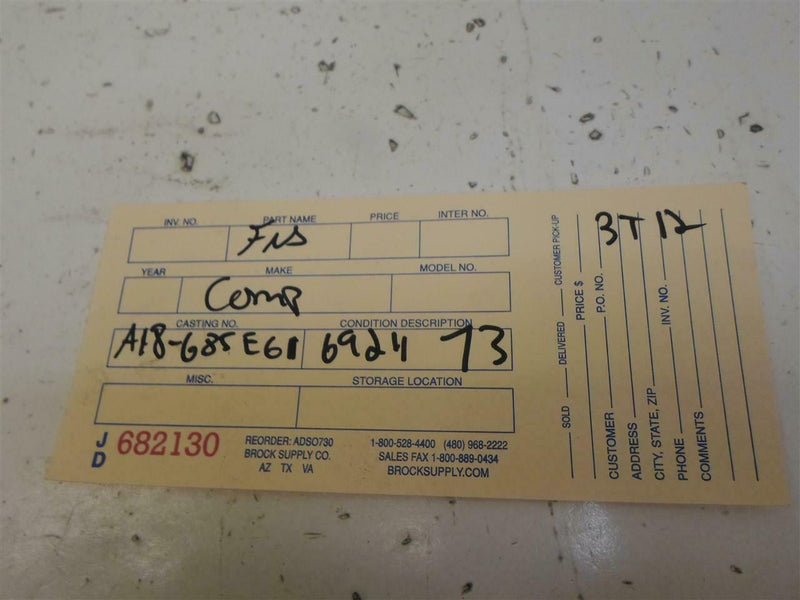 INV. NO. PART NAME PRICE INTER NO.
YEAR MAKE MODEL NO.
Comp
CASTING NO. CONDITION DESCRIPTION
A18-685E61 6924 73
MISC. STORAGE LOCATION
JD 682130
REORDER: ADSO730
BROCK SUPPLY CO.
AZ TX VA
1-800-528-4400 (480) 968-2222
SALES FAX 1-800-889-0434
BROCKSUPPLY.COM
SOLD DELIVERED CUSTOMER PICK-UP
PRICE $
P.O. NO.
3T12
CUSTOMER
ADDRESS
CITY, STATE, ZIP
PHONE INV. NO.
COMMENTS